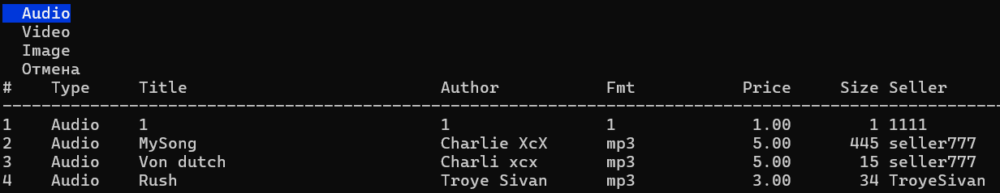 Audio
Video
Image
Отмена
# Type Title Author Fmt Price Size Seller
------------------------------------------------------------------------------------------------------
1 Audio 1 1 1 1.00 1 1111
2 Audio MySong Charlie XcX mp3 5.00 445 seller777
3 Audio Von dutch Charli xcx mp3 5.00 15 seller777
4 Audio Rush Troye Sivan mp3 3.00 34 TroyeSivan